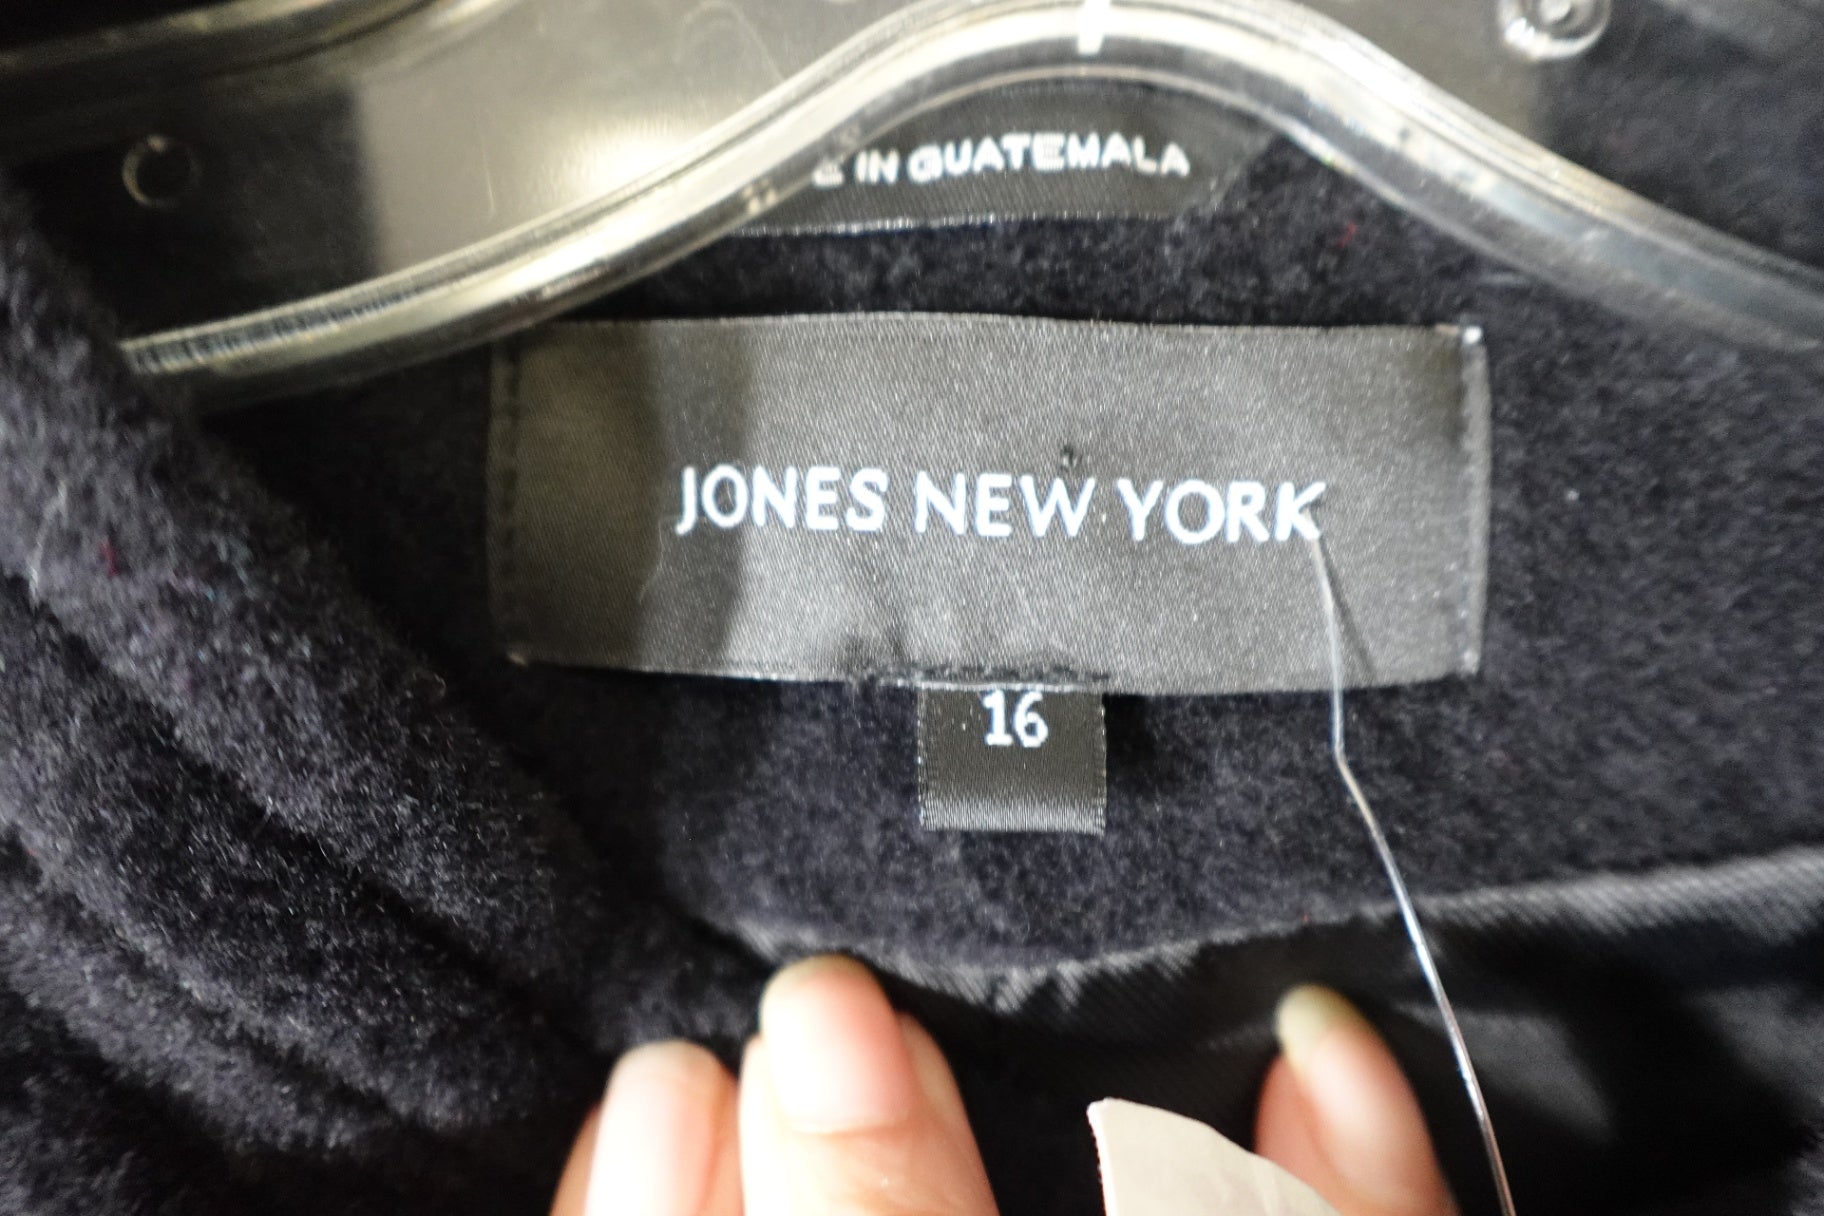 E IN GUATEMALA
JONES NEW YORK
16